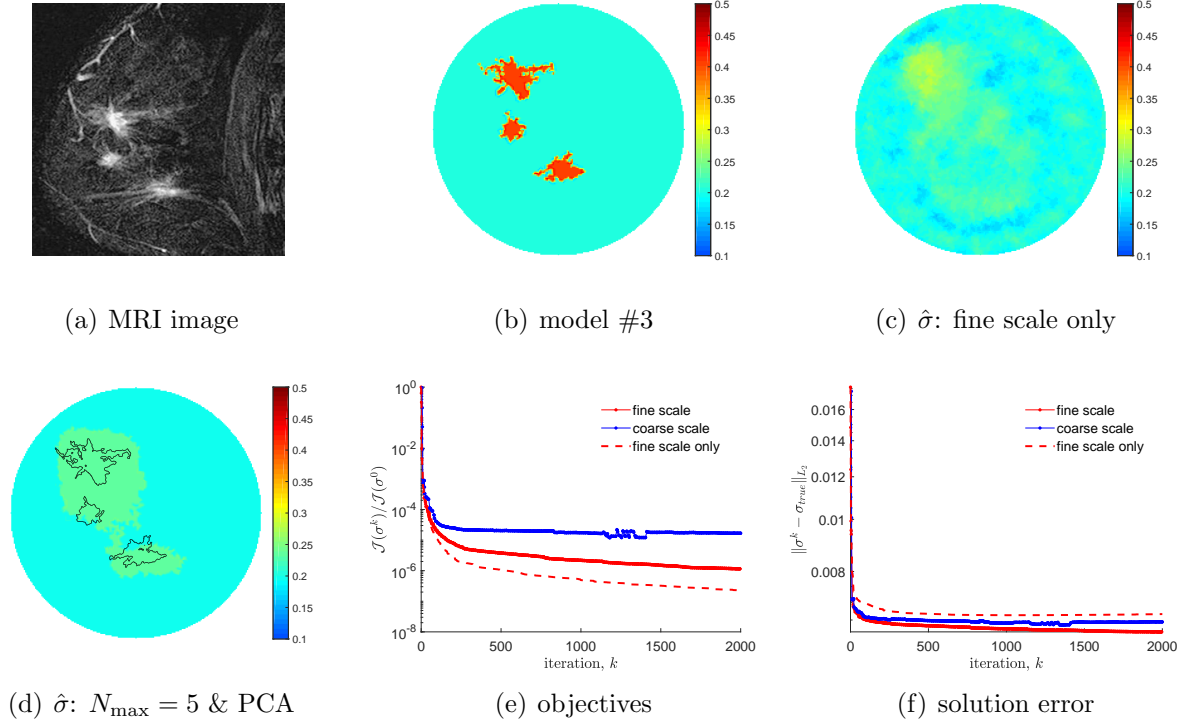 0.5
0.45
0.4
0.35
0.3
0.25
0.2
0.15
0.1
0.5
0.45
0.4
0.35
0.3
0.25
0.2
0.15
0.1
(a) MRI image
(b) model #3
(c) σ̂: fine scale only
0.5
0.45
0.4
0.35
0.3
0.25
0.2
0.15
0.1
(d) σ̂: N_max = 5 & PCA
10^0
10^-2
10^-4
10^-6
10^-8
𝒥(σ^k)/𝒥(σ^0)
fine scale
coarse scale
fine scale only
0
500
1000
1500
2000
iteration, k
(e) objectives
0.016
0.014
0.012
0.01
0.008
||σ^k − σ_true||_L₂
fine scale
coarse scale
fine scale only
0
500
1000
1500
2000
iteration, k
(f) solution error